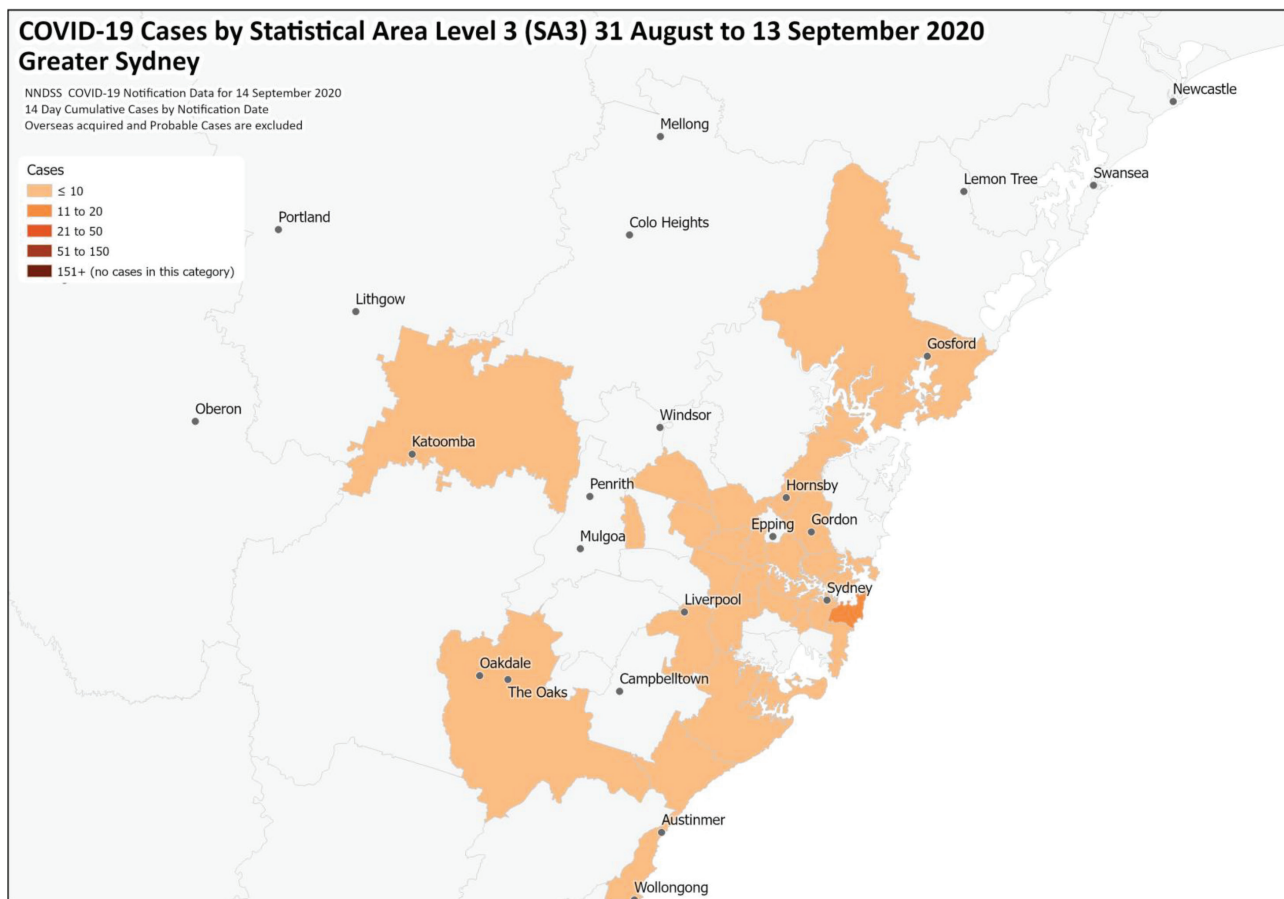 COVID-19 Cases by Statistical Area Level 3 (SA3) 31 August to 13 September 2020
Greater Sydney
NNDSS COVID-19 Notification Data for 14 September 2020
14 Day Cumulative Cases by Notification Date
Overseas acquired and Probable Cases are excluded
Cases
≤ 10
11 to 20
21 to 50
51 to 150
151+ (no cases in this category)
Newcastle
Mellong
Swansea
Lemon Tree
Portland
Colo Heights
Lithgow
Gosford
Oberon
Windsor
Katoomba
Penrith
Hornsby
Epping
Gordon
Mulgoa
Sydney
Liverpool
Oakdale
The Oaks
Campbelltown
Austinmer
Wollongong